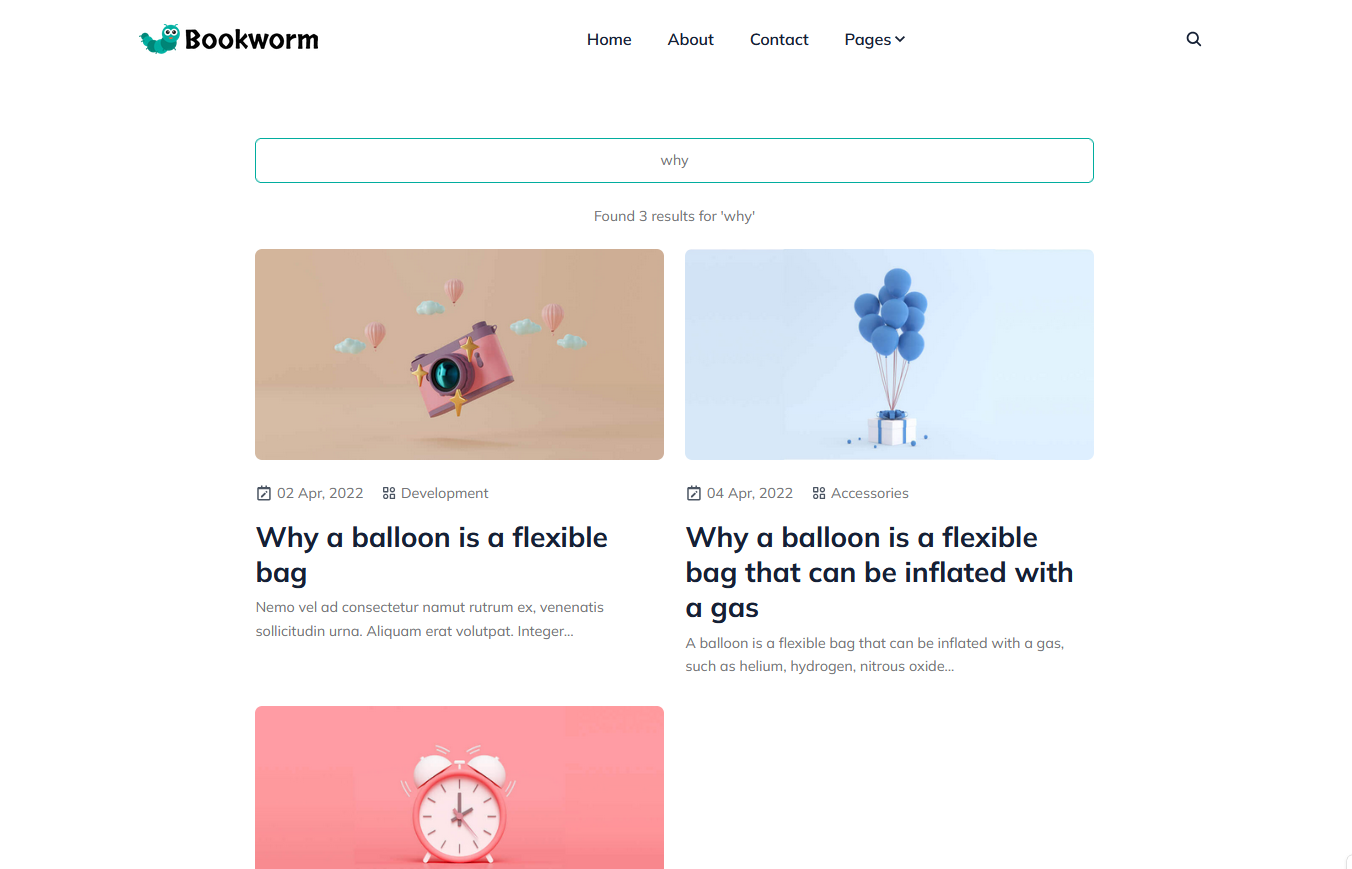 Bookworm
Home About Contact Pages
why
Found 3 results for 'why'
02 Apr, 2022 Development
Why a balloon is a flexible
bag
Nemo vel ad consectetur namut rutrum ex, venenatis
sollicitudin urna. Aliquam erat volutpat. Integer...
04 Apr, 2022 Accessories
Why a balloon is a flexible
bag that can be inflated with
a gas
A balloon is a flexible bag that can be inflated with a gas,
such as helium, hydrogen, nitrous oxide...